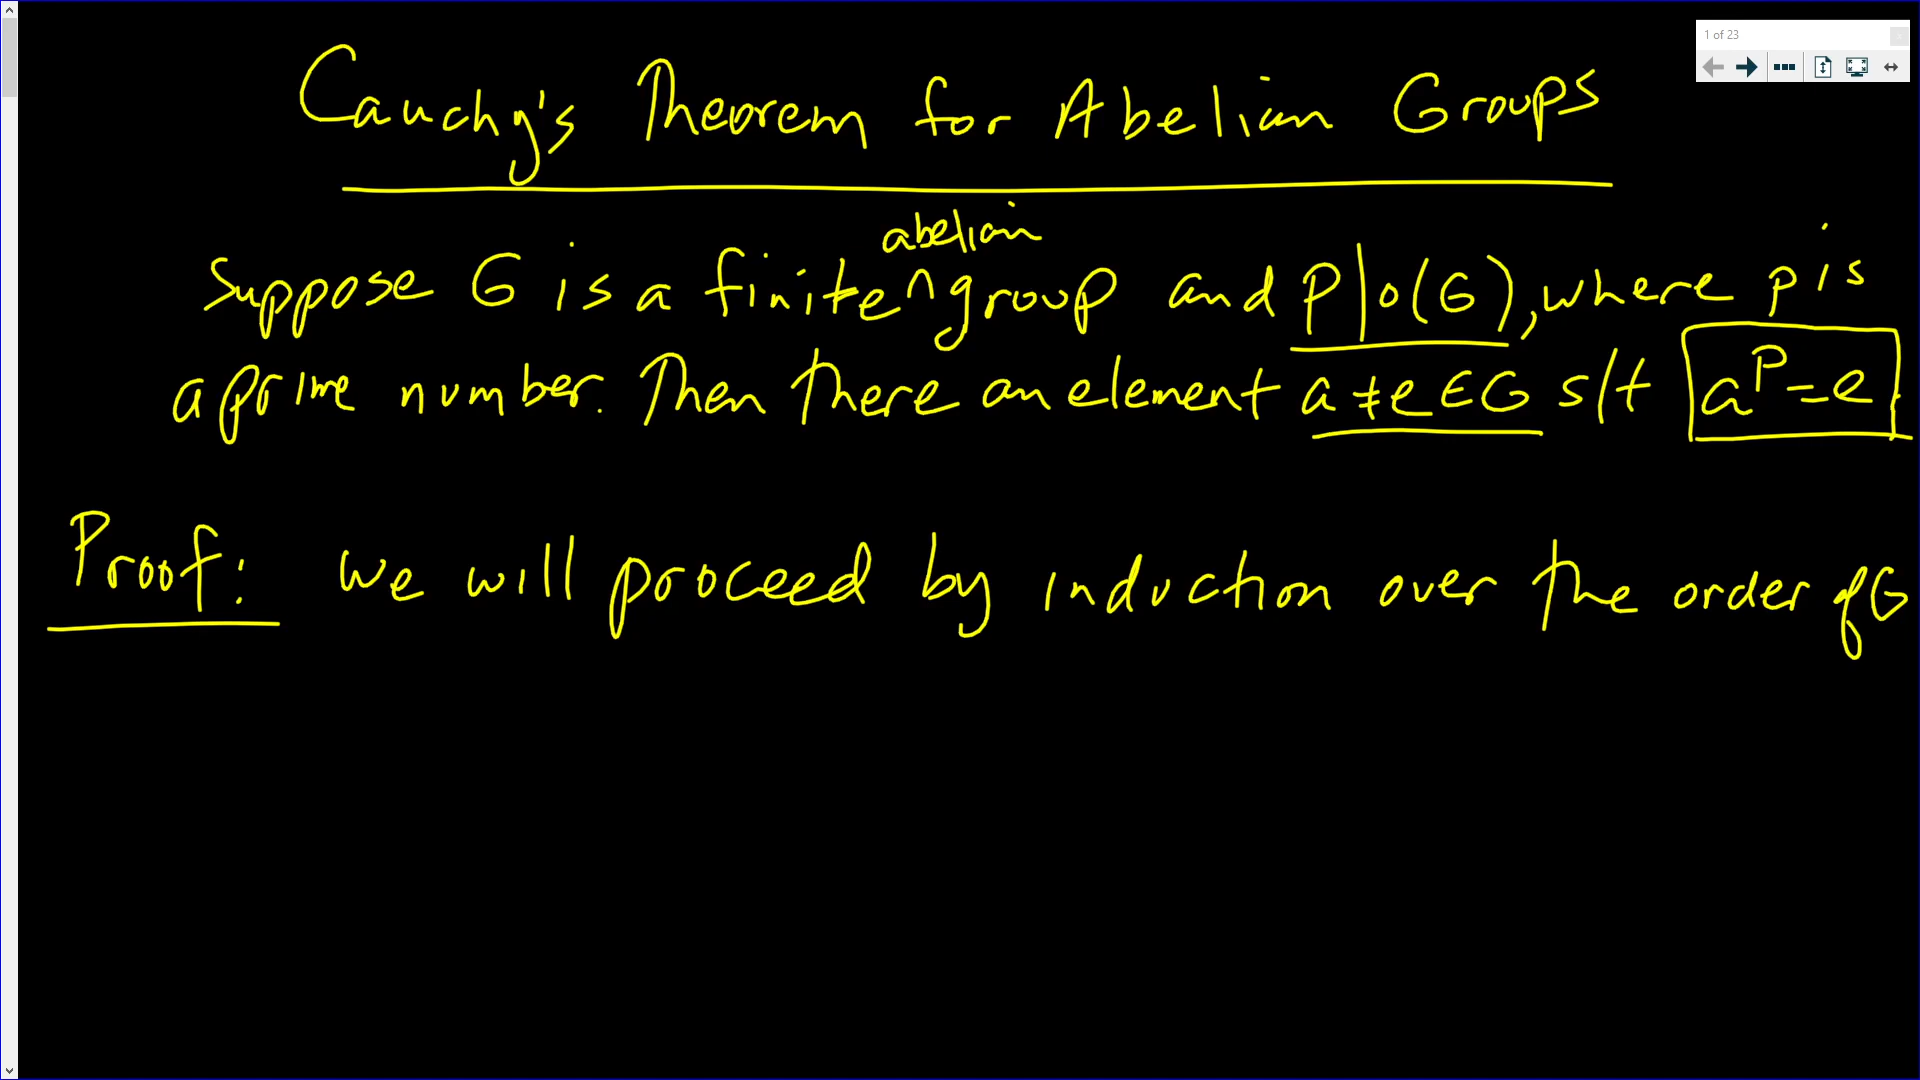 1 of 23
Cauchy's Theorem for Abelian Groups
abelian
Suppose G is a finite ^ group and p|o(G), where p is
a prime number. Then there an element a ≠ e ∈ G s/t a^p = e
Proof: We will proceed by induction over the order of G